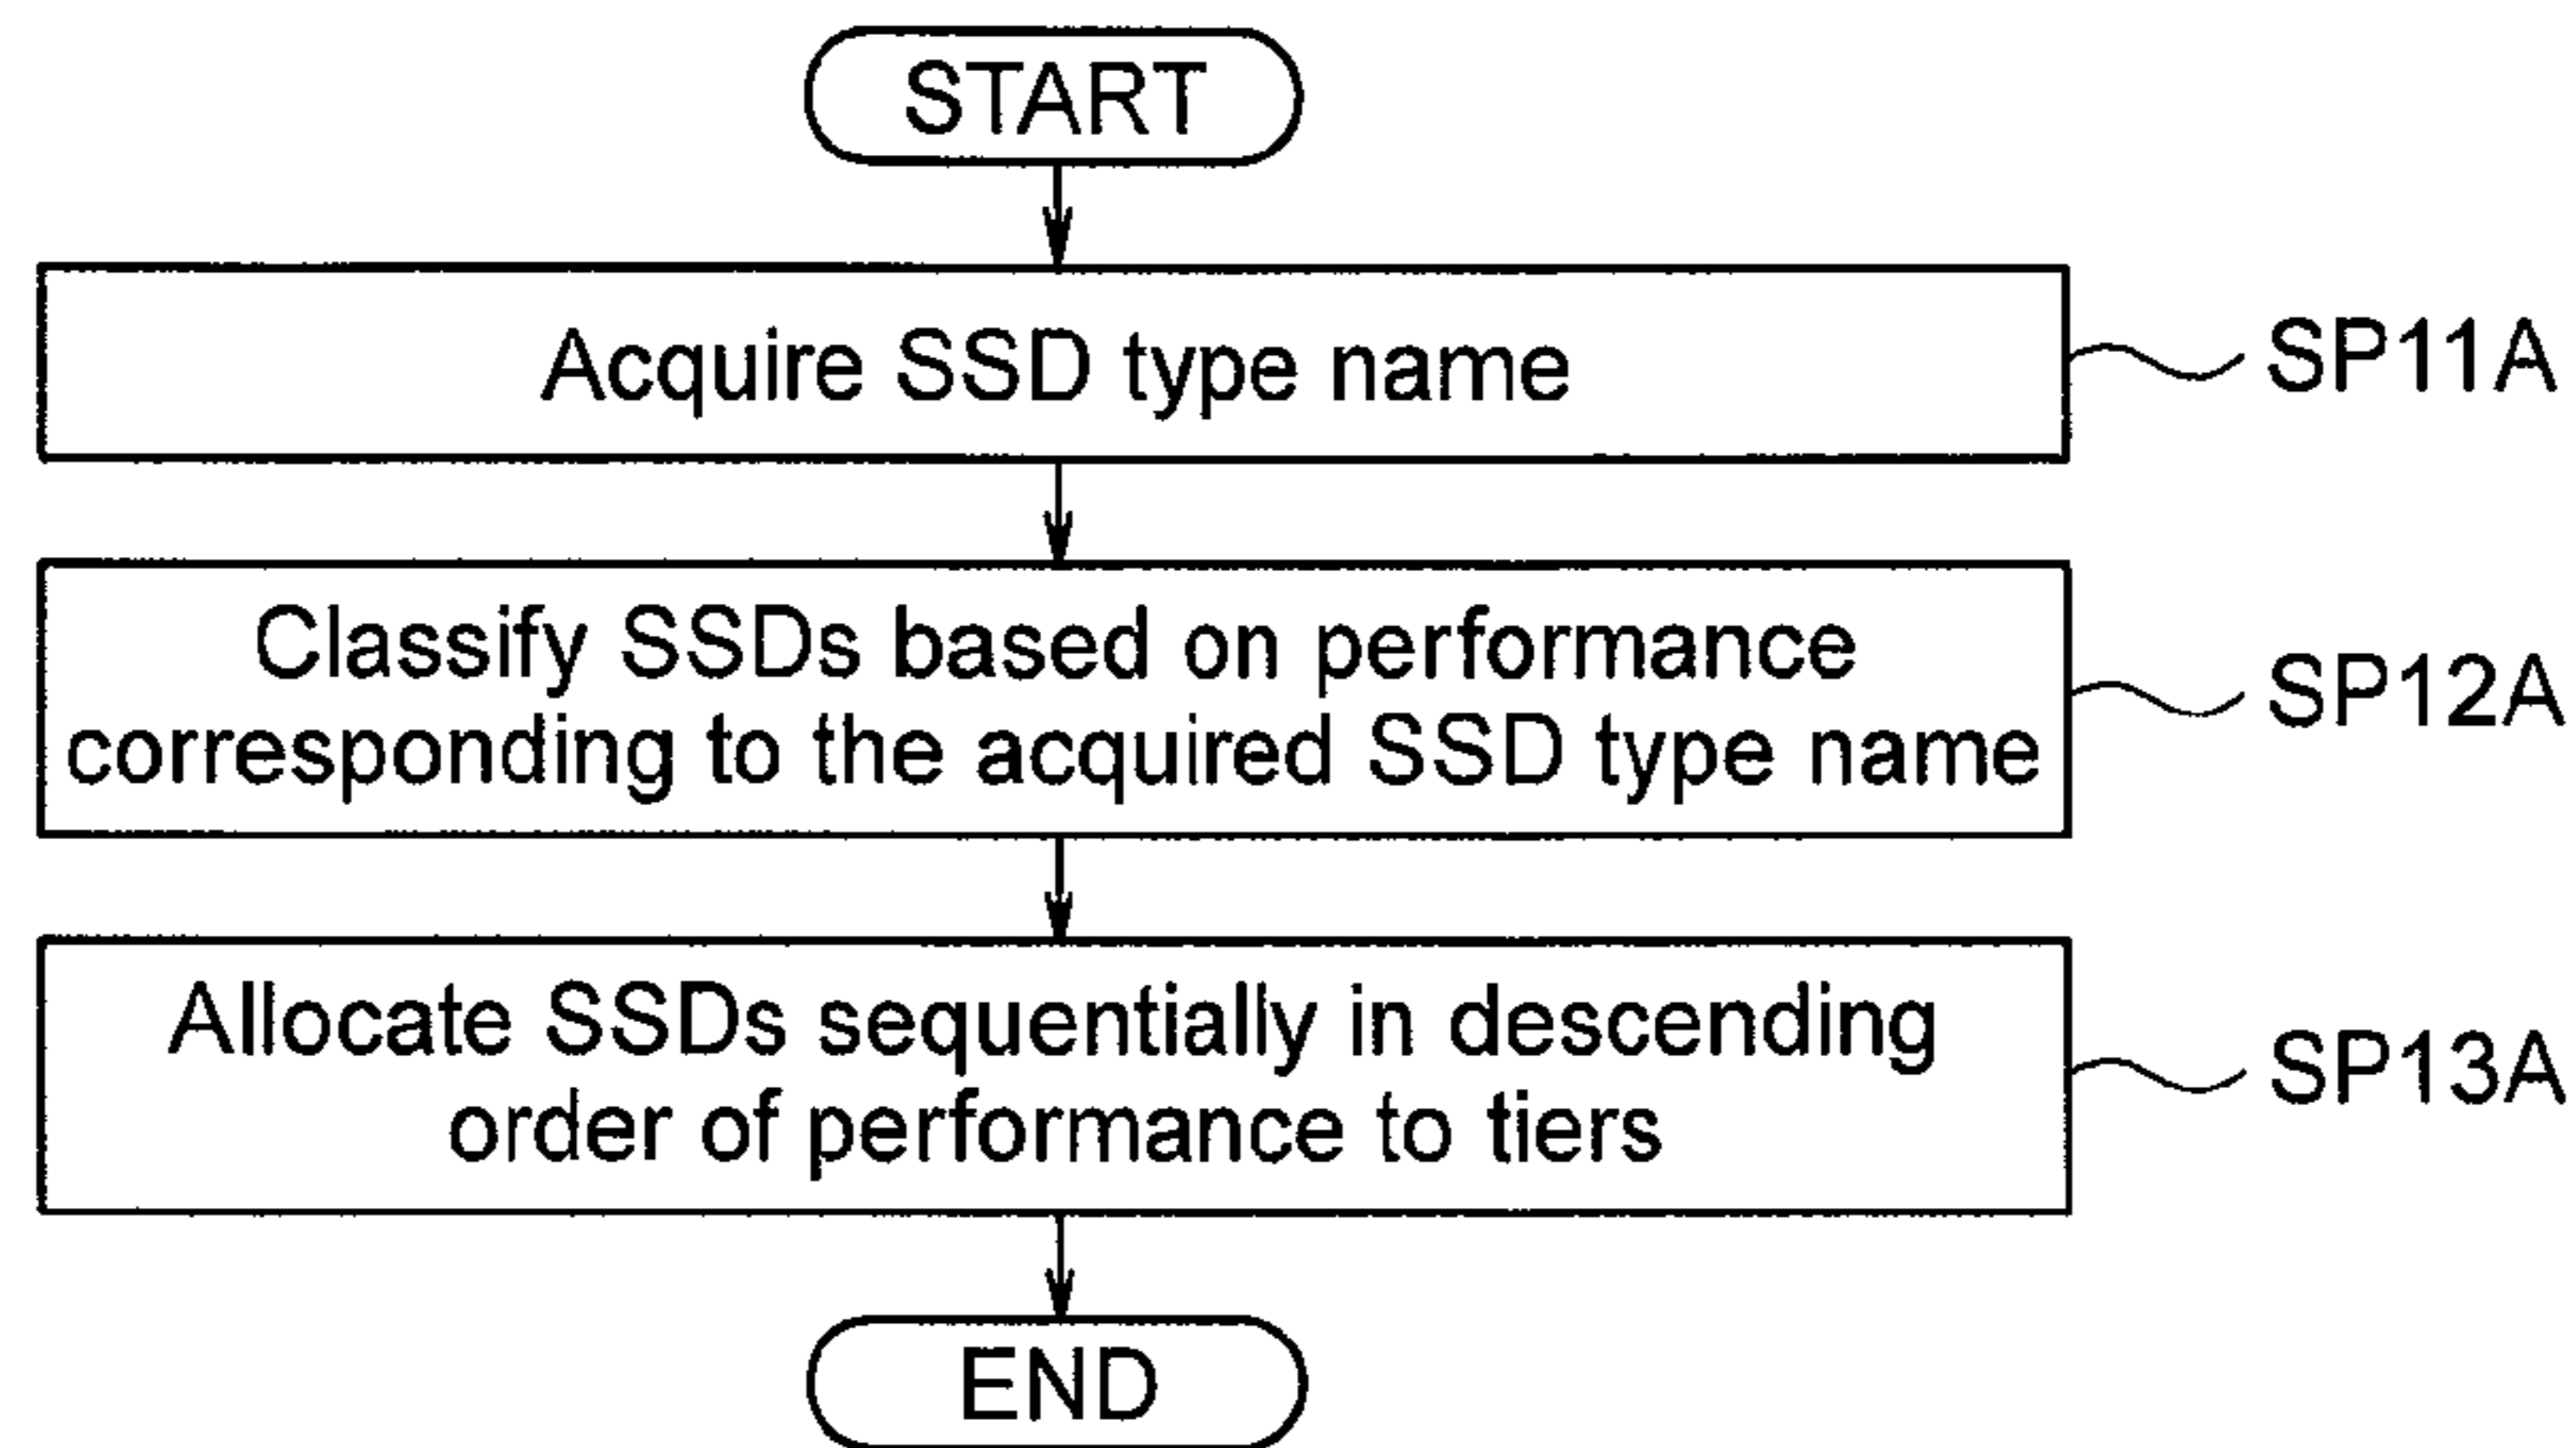 START
Acquire SSD type name
SP11A
Classify SSDs based on performance
corresponding to the acquired SSD type name
SP12A
Allocate SSDs sequentially in descending
order of performance to tiers
SP13A
END